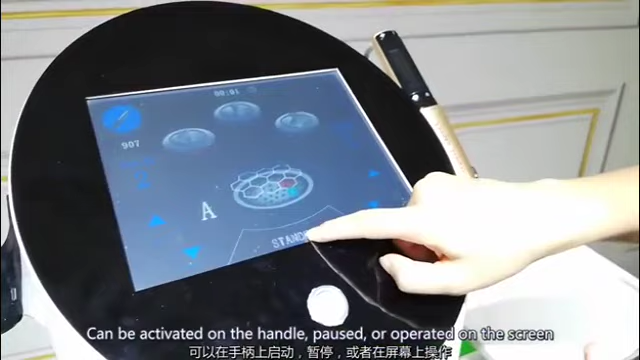 00:01
907
A
Can be activated on the handle, paused, or operated on the screen
可以在手柄上启动，暂停，或者在屏幕上操作